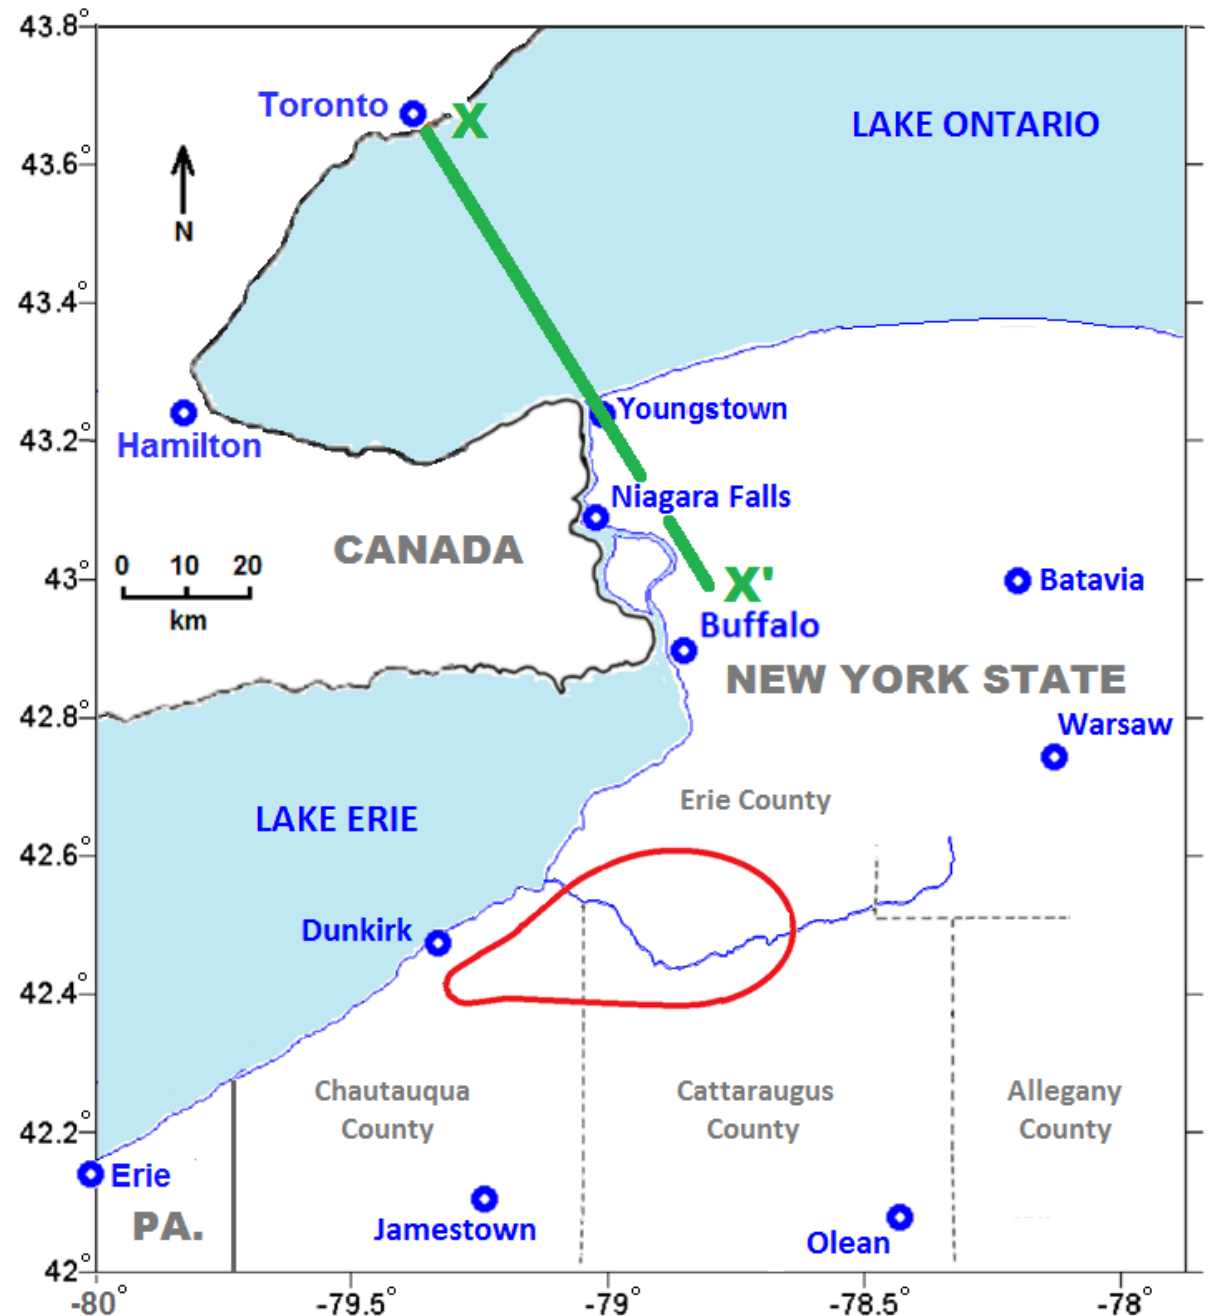 43.8°
Toronto
X
LAKE ONTARIO
43.6°
N
43.4°
Youngstown
Hamilton
43.2°
Niagara Falls
CANADA
0 10 20
km
43°
X'
Batavia
Buffalo
NEW YORK STATE
42.8°
Warsaw
Erie County
LAKE ERIE
42.6°
Dunkirk
42.4°
Chautauqua
County
Cattaraugus
County
Allegany
County
42.2°
Erie
PA.
Jamestown
Olean
42°
-80° -79.5° -79° -78.5° -78°